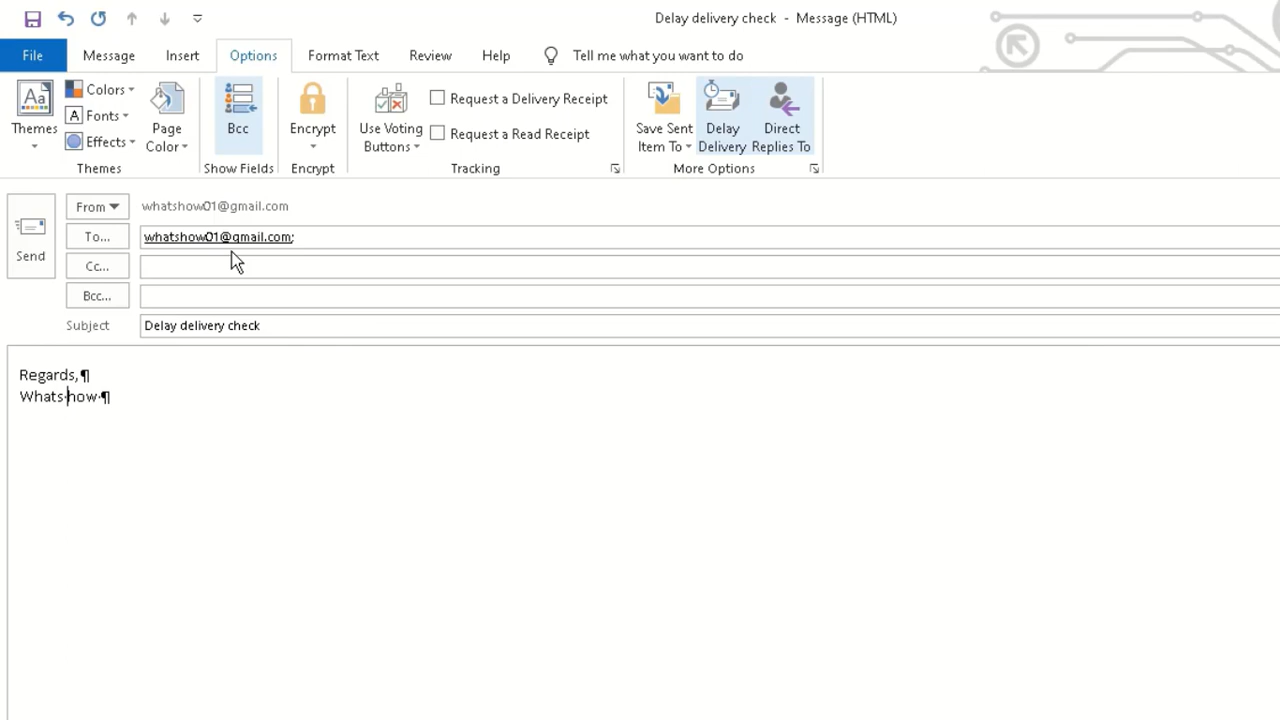 Delay delivery check - Message (HTML)
File Message Insert Options Format Text Review Help Tell me what you want to do
Themes
Colors
Fonts
Effects
Page Color
Themes
Bcc
Show Fields
Encrypt
Encrypt
Use Voting Buttons
Request a Delivery Receipt
Request a Read Receipt
Tracking
Save Sent Item To
Delay Delivery
Direct Replies To
More Options
Send
From whatshow01@gmail.com
To... whatshow01@gmail.com;
Cc...
Bcc...
Subject Delay delivery check
Regards,¶
Whats·how·¶